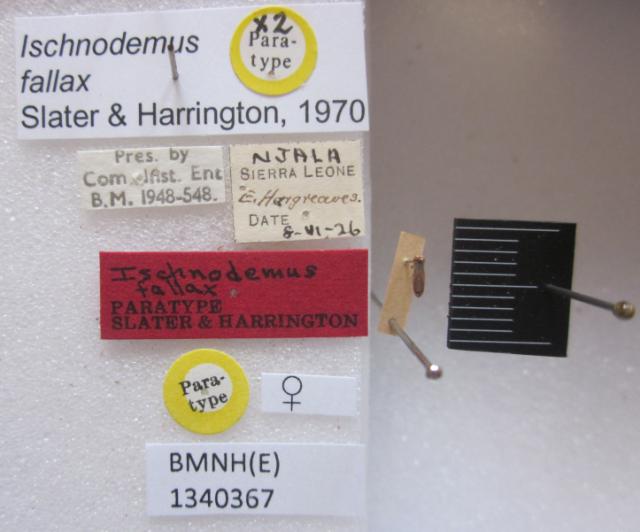 Ischnodemus
fallax
Slater & Harrington, 1970
x2
Para-
type
Pres. by
Com. Inst. Ent
B.M. 1948-548.
NJALA
SIERRA LEONE
E. Hargreaves.
DATE
8-VI-26
Ischnodemus
fallax
PARATYPE
SLATER & HARRINGTON
Para-
type
♀
BMNH(E)
1340367